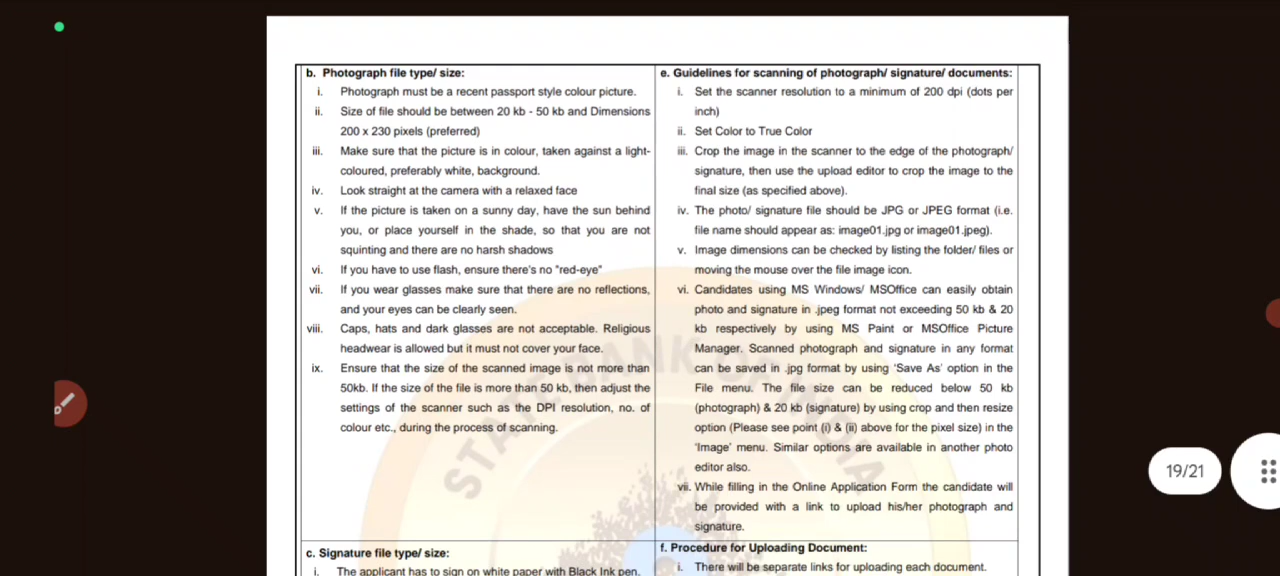 b. Photograph file type/ size:
i. Photograph must be a recent passport style colour picture.
ii. Size of file should be between 20 kb - 50 kb and Dimensions
200 x 230 pixels (preferred)
iii. Make sure that the picture is in colour, taken against a light-
coloured, preferably white, background.
iv. Look straight at the camera with a relaxed face
v. If the picture is taken on a sunny day, have the sun behind
you, or place yourself in the shade, so that you are not
squinting and there are no harsh shadows
vi. If you have to use flash, ensure there's no "red-eye"
vii. If you wear glasses make sure that there are no reflections,
and your eyes can be clearly seen.
viii. Caps, hats and dark glasses are not acceptable. Religious
headwear is allowed but it must not cover your face.
ix. Ensure that the size of the scanned image is not more than
50kb. If the size of the file is more than 50 kb, then adjust the
settings of the scanner such as the DPI resolution, no. of
colour etc., during the process of scanning.
c. Signature file type/ size:
i. The applicant has to sign on white paper with Black Ink pen.
e. Guidelines for scanning of photograph/ signature/ documents:
i. Set the scanner resolution to a minimum of 200 dpi (dots per
inch)
ii. Set Color to True Color
iii. Crop the image in the scanner to the edge of the photograph/
signature, then use the upload editor to crop the image to the
final size (as specified above).
iv. The photo/ signature file should be JPG or JPEG format (i.e.
file name should appear as: image01.jpg or image01.jpeg).
v. Image dimensions can be checked by listing the folder/ files or
moving the mouse over the file image icon.
vi. Candidates using MS Windows/ MSOffice can easily obtain
photo and signature in .jpeg format not exceeding 50 kb & 20
kb respectively by using MS Paint or MSOffice Picture
Manager. Scanned photograph and signature in any format
can be saved in .jpg format by using 'Save As' option in the
File menu. The file size can be reduced below 50 kb
(photograph) & 20 kb (signature) by using crop and then resize
option (Please see point (i) & (ii) above for the pixel size) in the
'Image' menu. Similar options are available in another photo
editor also.
vii. While filling in the Online Application Form the candidate will
be provided with a link to upload his/her photograph and
signature.
f. Procedure for Uploading Document:
i. There will be separate links for uploading each document.
STATE BANK OF INDIA
19/21